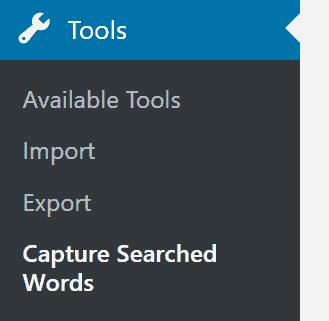 Tools
Available Tools
Import
Export
Capture Searched
Words